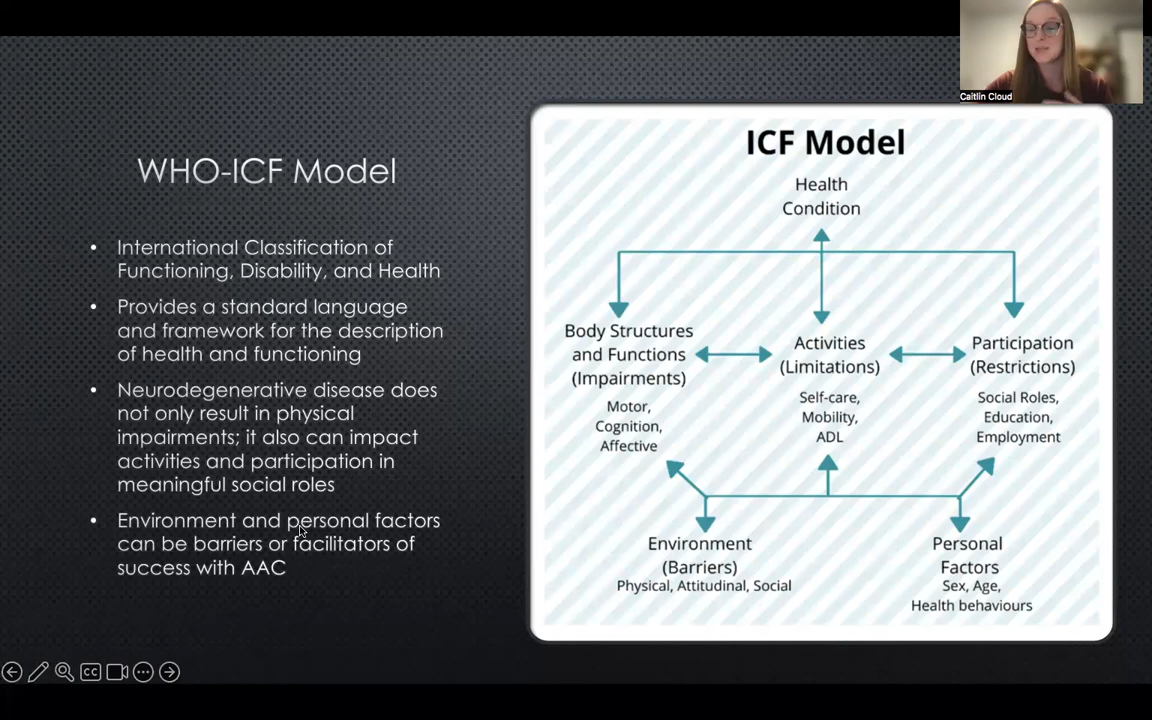 Caitlin Cloud
WHO-ICF Model
• International Classification of
Functioning, Disability, and Health
• Provides a standard language
and framework for the description
of health and functioning
• Neurodegenerative disease does
not only result in physical
impairments; it also can impact
activities and participation in
meaningful social roles
• Environment and personal factors
can be barriers or facilitators of
success with AAC
ICF Model
Health
Condition
Body Structures
and Functions
(Impairments)
Motor,
Cognition,
Affective
Activities
(Limitations)
Self-care,
Mobility,
ADL
Participation
(Restrictions)
Social Roles,
Education,
Employment
Environment
(Barriers)
Physical, Attitudinal, Social
Personal
Factors
Sex, Age,
Health behaviours
CC